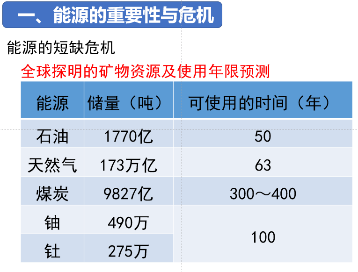 一、能源的重要性与危机
能源的短缺危机
全球探明的矿物资源及使用年限预测
能源 储量（吨） 可使用的时间（年）
石油 1770亿 50
天然气 173万亿 63
煤炭 9827亿 300～400
铀 490万 100
钍 275万